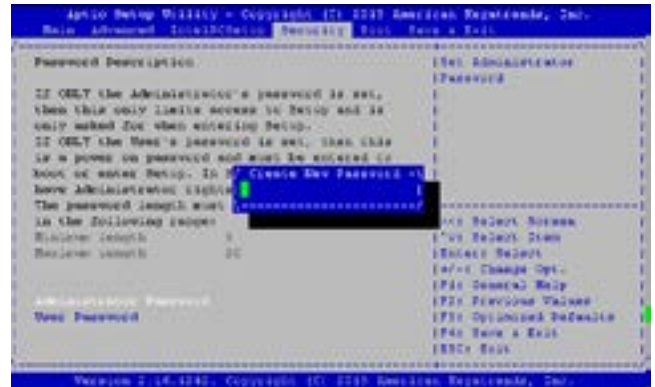 Aptio Setup Utility - Copyright (C) American Megatrends, Inc.
Main Advanced IntelRCSetup Security Boot Save & Exit
Password Description
Set Administrator
Password
If ONLY the Administrator's password is set,
then this only limits access to Setup and is
only asked for when entering Setup.
If ONLY the User's password is set, then this
is a power on password and must be entered to
boot or enter Setup. In
Create New Password
have Administrator rights
The password length must
in the following range:
Minimum length
Maximum length 20
Administrator Password
User Password
Select Screen
Select Item
Enter: Select
+/-: Change Opt.
F1: General Help
F2: Previous Values
F3: Optimized Defaults
F4: Save & Exit
ESC: Exit
Version Copyright (C) American Megatrends, Inc.